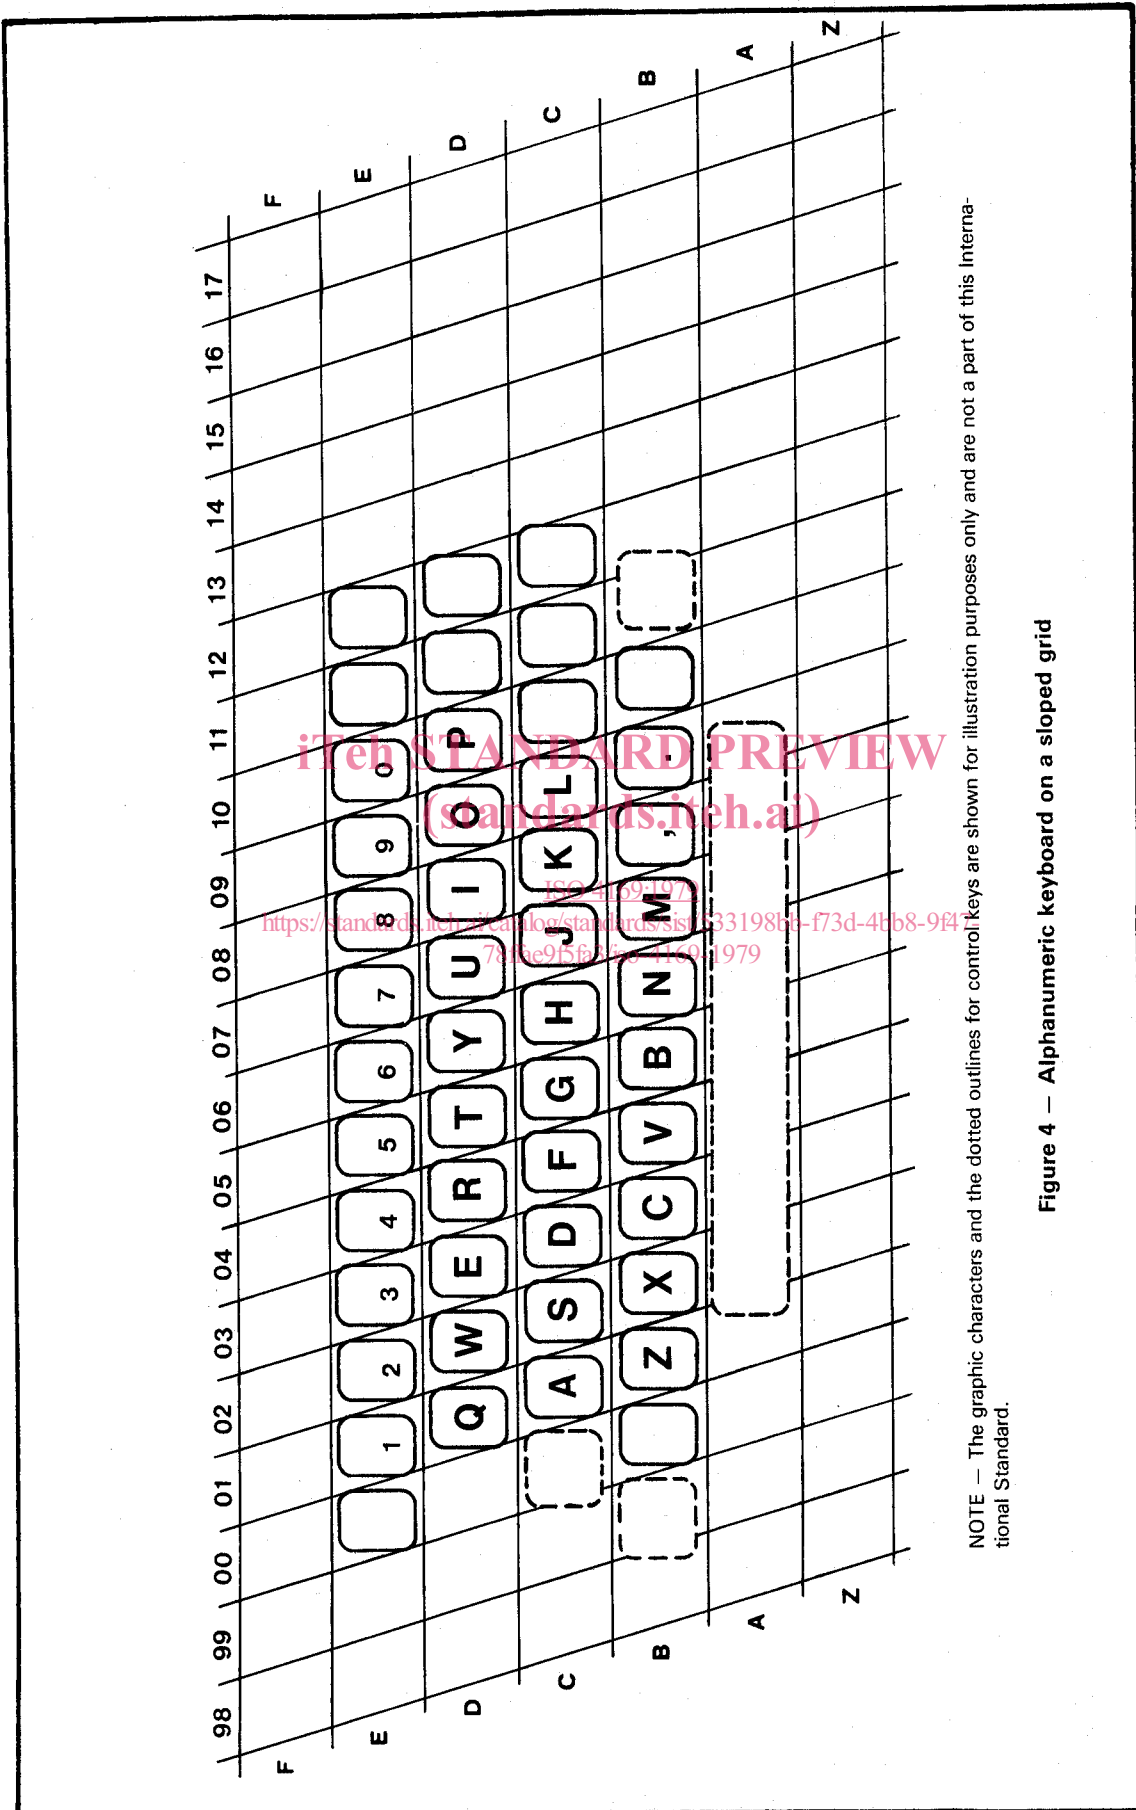 98 99 00 01 02 03 04 05 06 07 08 09 10 11 12 13 14 15 16 17
F F
E 1 2 3 4 5 6 7 8 9 0 E
D Q W E R T Y U I O P D
C A S D F G H J K L C
B Z X C V B N M , . B
A A
Z Z
NOTE — The graphic characters and the dotted outlines for control keys are shown for illustration purposes only and are not a part of this Interna-
tional Standard.
Figure 4 — Alphanumeric keyboard on a sloped grid
iTeh STANDARD PREVIEW
(standards.iteh.ai)
ISO 4169:1979